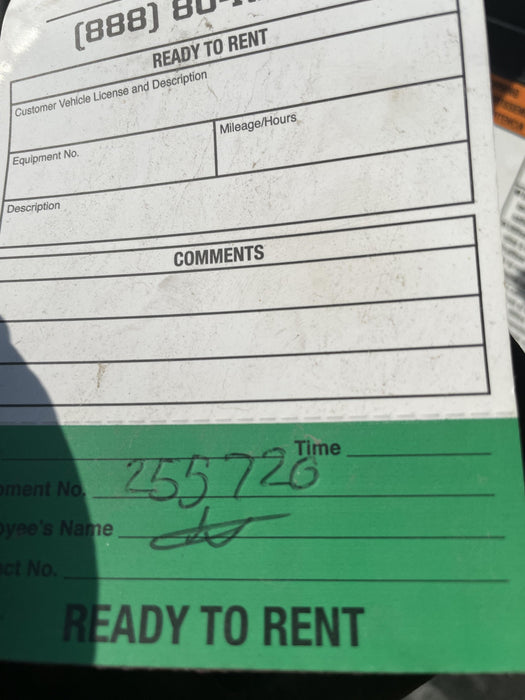 (888) 80
READY TO RENT
Customer Vehicle License and Description
Equipment No.
Mileage/Hours
Description
COMMENTS
Time
ment No. 255726
yee's Name
ct No.
READY TO RENT